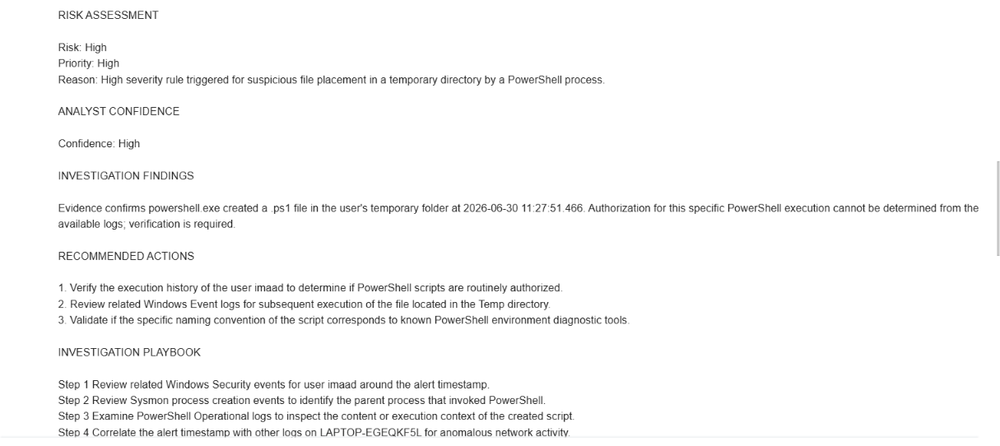 RISK ASSESSMENT
Risk: High
Priority: High
Reason: High severity rule triggered for suspicious file placement in a temporary directory by a PowerShell process.
ANALYST CONFIDENCE
Confidence: High
INVESTIGATION FINDINGS
Evidence confirms powershell.exe created a .ps1 file in the user's temporary folder at 2026-06-30 11:27:51.466. Authorization for this specific PowerShell execution cannot be determined from the
available logs; verification is required.
RECOMMENDED ACTIONS
1. Verify the execution history of the user imaad to determine if PowerShell scripts are routinely authorized.
2. Review related Windows Event logs for subsequent execution of the file located in the Temp directory.
3. Validate if the specific naming convention of the script corresponds to known PowerShell environment diagnostic tools.
INVESTIGATION PLAYBOOK
Step 1 Review related Windows Security events for user imaad around the alert timestamp.
Step 2 Review Sysmon process creation events to identify the parent process that invoked PowerShell.
Step 3 Examine PowerShell Operational logs to inspect the content or execution context of the created script.
Step 4 Correlate the alert timestamp with other logs on LAPTOP-EGEQKF5L for anomalous network activity.